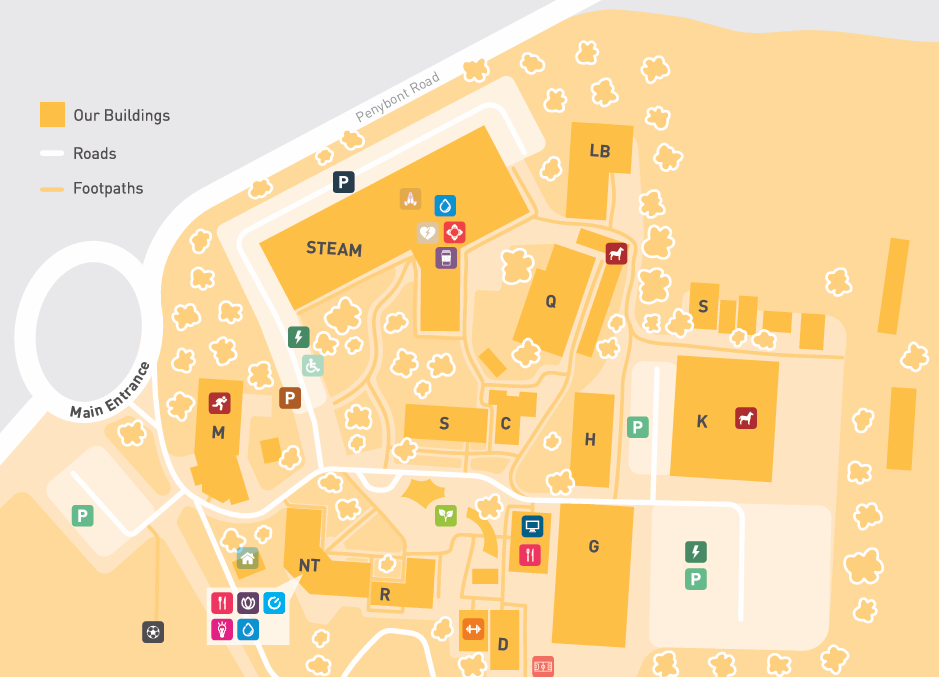 Penybont Road
Our Buildings
Roads
Footpaths
LB
P
STEAM
Q
S
Main Entrance
P
M
S
C
H
P
K
P
NT
R
G
P
D